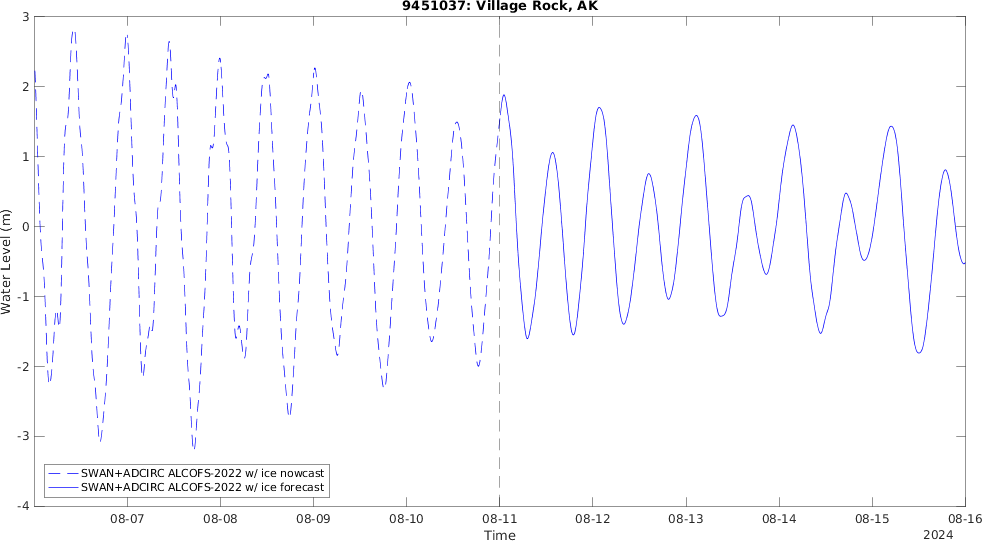 9451037: Village Rock, AK
3
2
1
0
-1
-2
-3
-4
Water Level (m)
SWAN+ADCIRC ALCOFS-2022 w/ ice nowcast
SWAN+ADCIRC ALCOFS-2022 w/ ice forecast
08-07 08-08 08-09 08-10 08-11 08-12 08-13 08-14 08-15 08-16
Time
2024